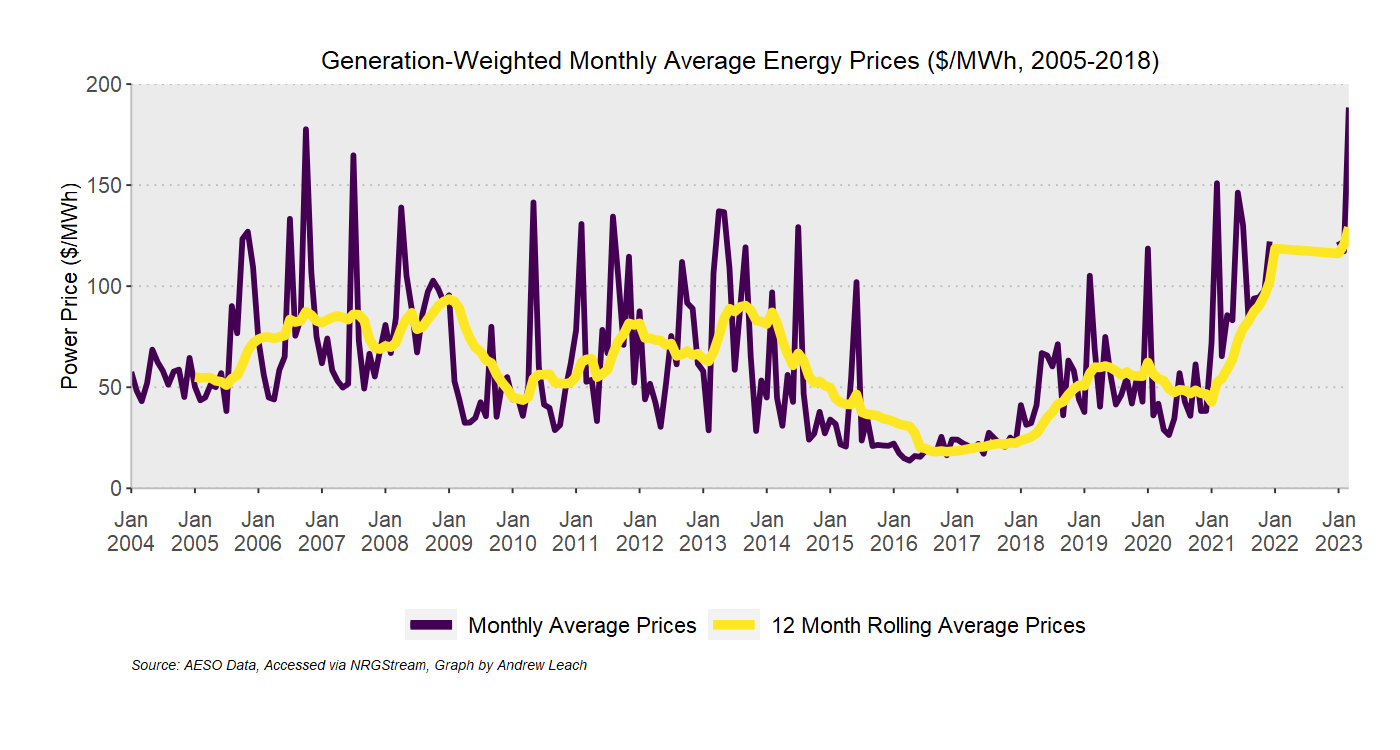 Generation-Weighted Monthly Average Energy Prices ($/MWh, 2005-2018)
Power Price ($/MWh)
200
150
100
50
0
Jan Jan Jan Jan Jan Jan Jan Jan Jan Jan Jan Jan Jan Jan Jan Jan Jan Jan Jan Jan
2004 2005 2006 2007 2008 2009 2010 2011 2012 2013 2014 2015 2016 2017 2018 2019 2020 2021 2022 2023
Monthly Average Prices 12 Month Rolling Average Prices
Source: AESO Data, Accessed via NRGStream, Graph by Andrew Leach